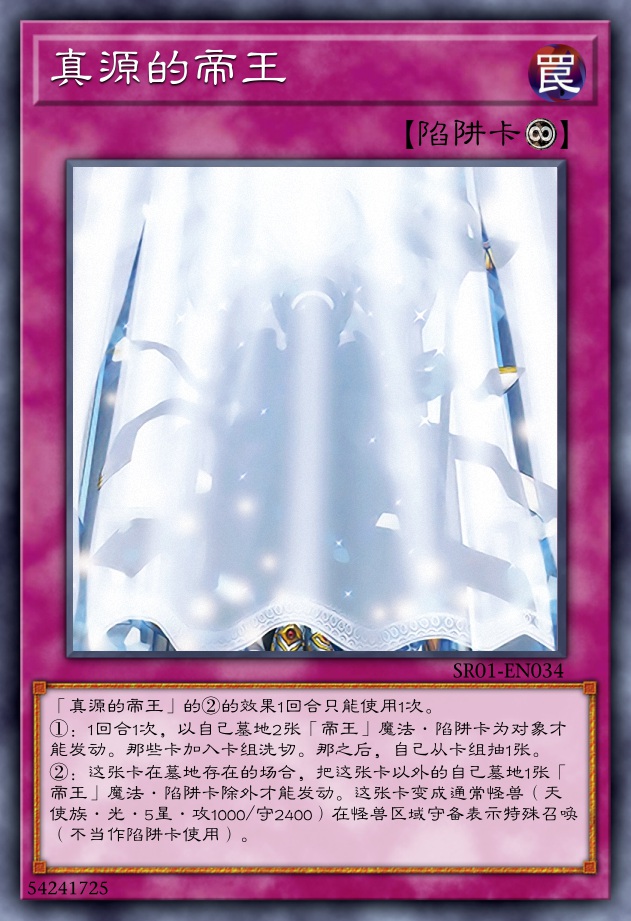 真源的帝王
罠
【陷阱卡♾】
SR01-EN034
「真源的帝王」的②的效果1回合只能使用1次。
①：1回合1次，以自己墓地2张「帝王」魔法·陷阱卡为对象才
能发动。那些卡加入卡组洗切。那之后，自己从卡组抽1张。
②：这张卡在墓地存在的场合，把这张卡以外的自己墓地1张「
帝王」魔法·陷阱卡除外才能发动。这张卡变成通常怪兽（天
使族·光·5星·攻1000/守2400）在怪兽区域守备表示特殊召唤
（不当作陷阱卡使用）。
54241725